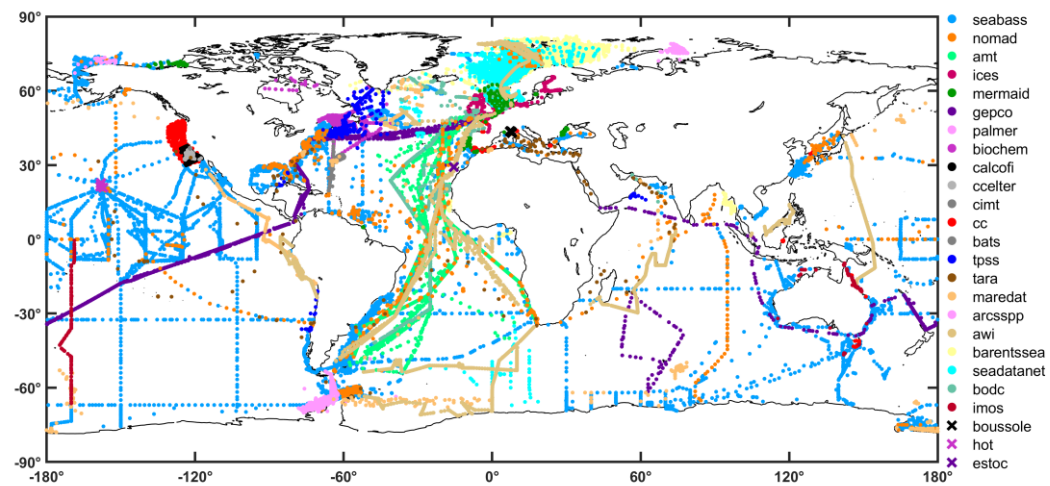 90°
60°
30°
0°
-30°
-60°
-90°
-180°
-120°
-60°
0°
60°
120°
180°
seabass
nomad
amt
ices
mermaid
gepco
palmer
biochem
calcofi
ccelter
cimt
cc
bats
tpss
tara
maredat
arcsspp
awi
barentssea
seadatanet
bodc
imos
boussole
hot
estoc